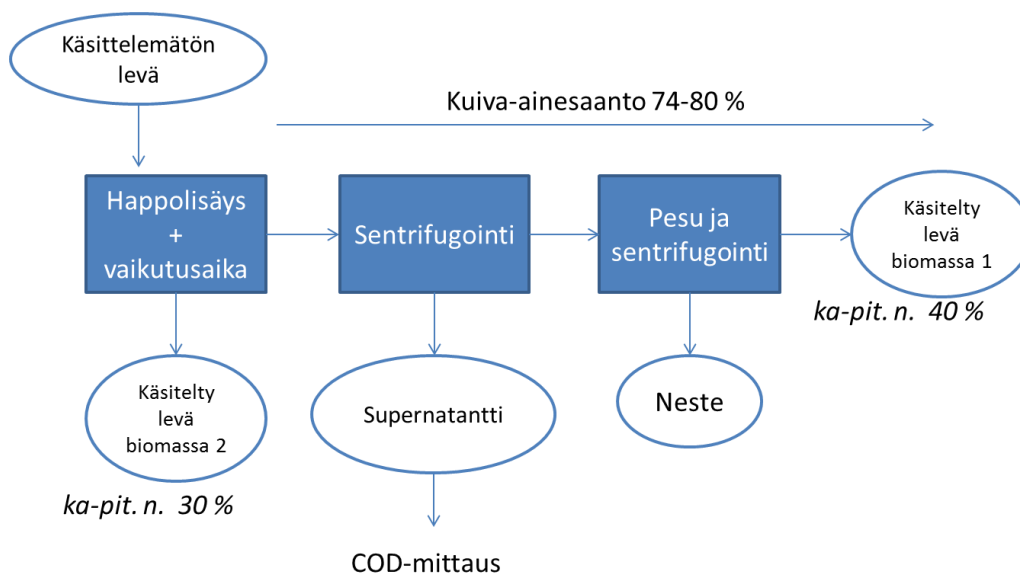 Käsittelemätön
levä
Kuiva-ainesaanto 74-80 %
Happolisäys
+
vaikutusaika
Sentrifugointi
Pesu ja
sentrifugointi
Käsitelty
levä
biomassa 1
ka-pit. n. 40 %
Käsitelty
levä
biomassa 2
ka-pit. n. 30 %
Supernatantti
Neste
COD-mittaus